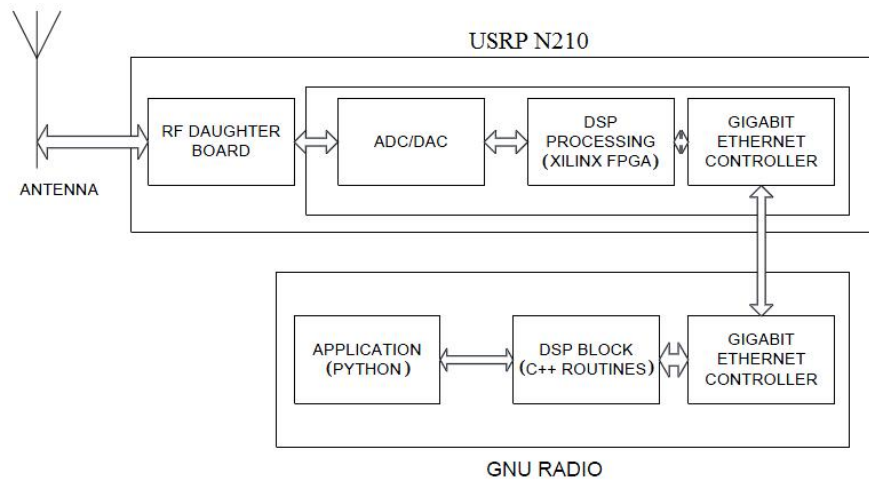 USRP N210
RF DAUGHTER
BOARD
ADC/DAC
DSP
PROCESSING
(XILINX FPGA)
GIGABIT
ETHERNET
CONTROLLER
ANTENNA
APPLICATION
(PYTHON)
DSP BLOCK
(C++ ROUTINES)
GIGABIT
ETHERNET
CONTROLLER
GNU RADIO